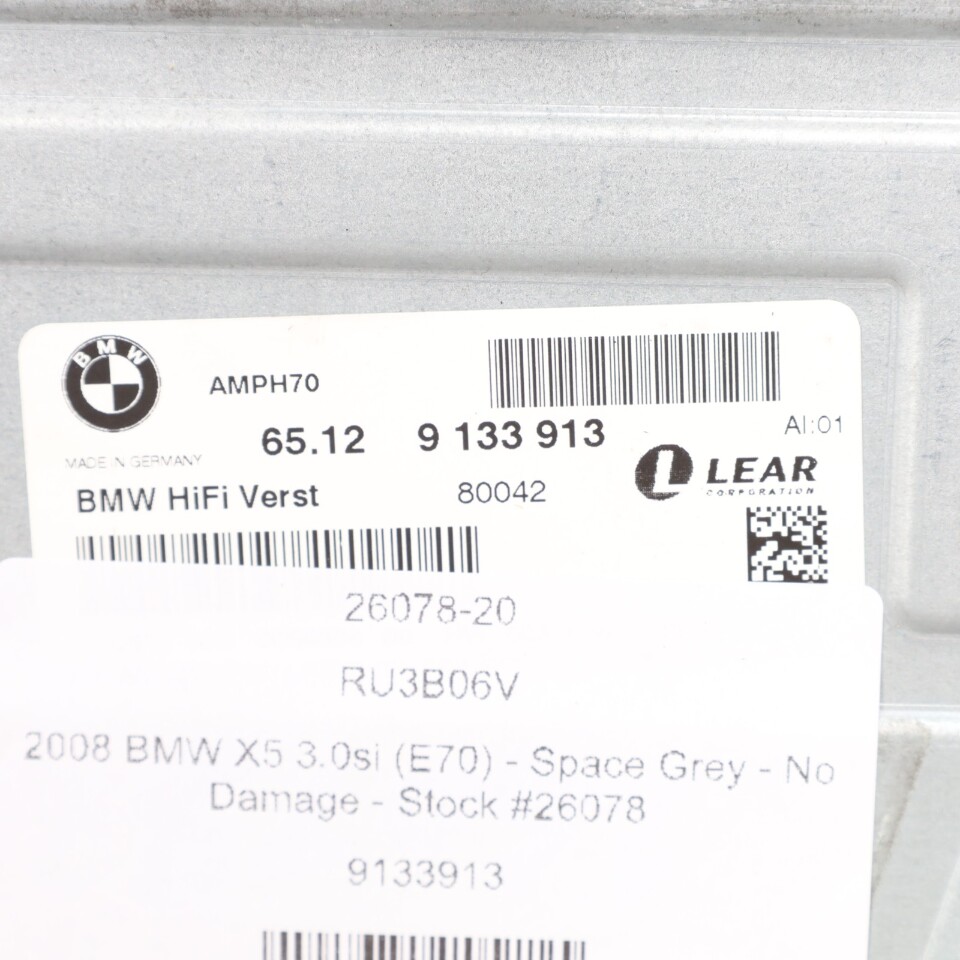 BMW
AMPH70
65.12 9 133 913
AI:01
MADE IN GERMANY
LEAR
CORPORATION
BMW HiFi Verst 80042
26078-20
RU3B06V
2008 BMW X5 3.0si (E70) - Space Grey - No
Damage - Stock #26078
9133913